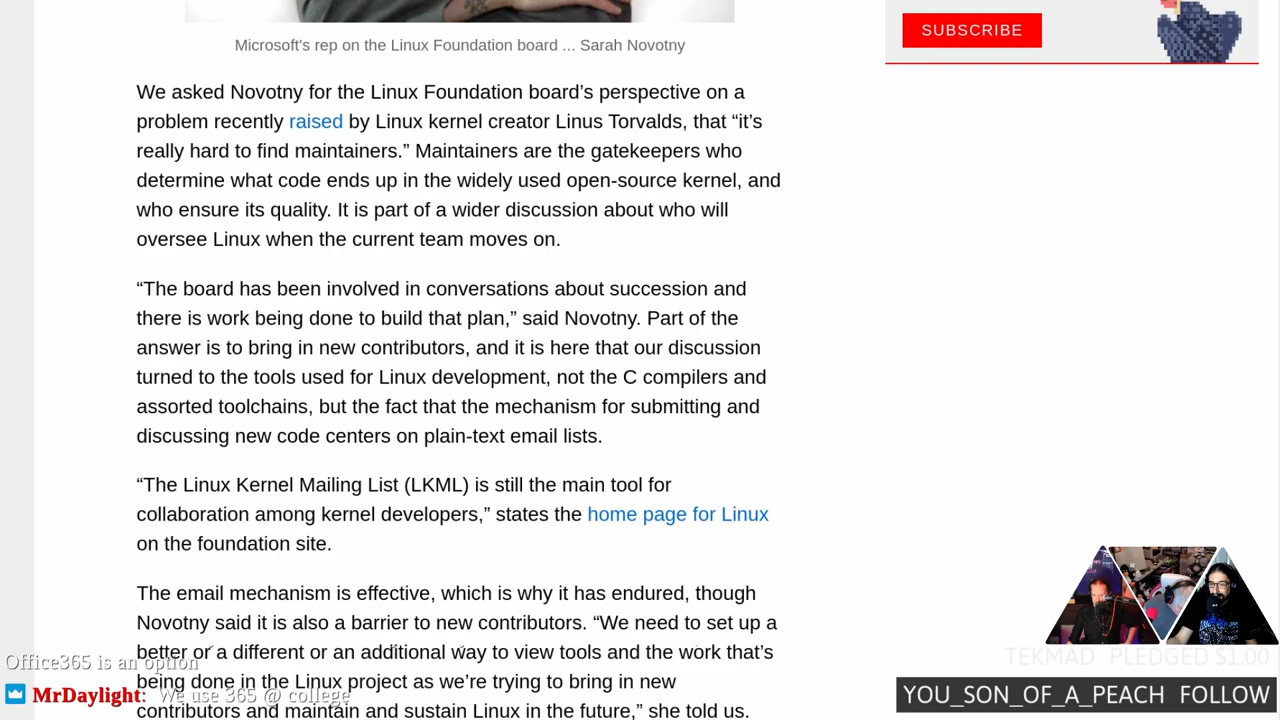 SUBSCRIBE
Microsoft's rep on the Linux Foundation board ... Sarah Novotny
We asked Novotny for the Linux Foundation board’s perspective on a
problem recently raised by Linux kernel creator Linus Torvalds, that “it’s
really hard to find maintainers.” Maintainers are the gatekeepers who
determine what code ends up in the widely used open-source kernel, and
who ensure its quality. It is part of a wider discussion about who will
oversee Linux when the current team moves on.
“The board has been involved in conversations about succession and
there is work being done to build that plan,” said Novotny. Part of the
answer is to bring in new contributors, and it is here that our discussion
turned to the tools used for Linux development, not the C compilers and
assorted toolchains, but the fact that the mechanism for submitting and
discussing new code centers on plain-text email lists.
“The Linux Kernel Mailing List (LKML) is still the main tool for
collaboration among kernel developers,” states the home page for Linux
on the foundation site.
The email mechanism is effective, which is why it has endured, though
Novotny said it is also a barrier to new contributors. “We need to set up a
better or a different or an additional way to view tools and the work that’s
being done in the Linux project as we’re trying to bring in new
contributors and maintain and sustain Linux in the future,” she told us.
Office365 is an option
MrDaylight: We use 365 @ college
TEKMAD PLEDGED $1.00
YOU_SON_OF_A_PEACH FOLLOW